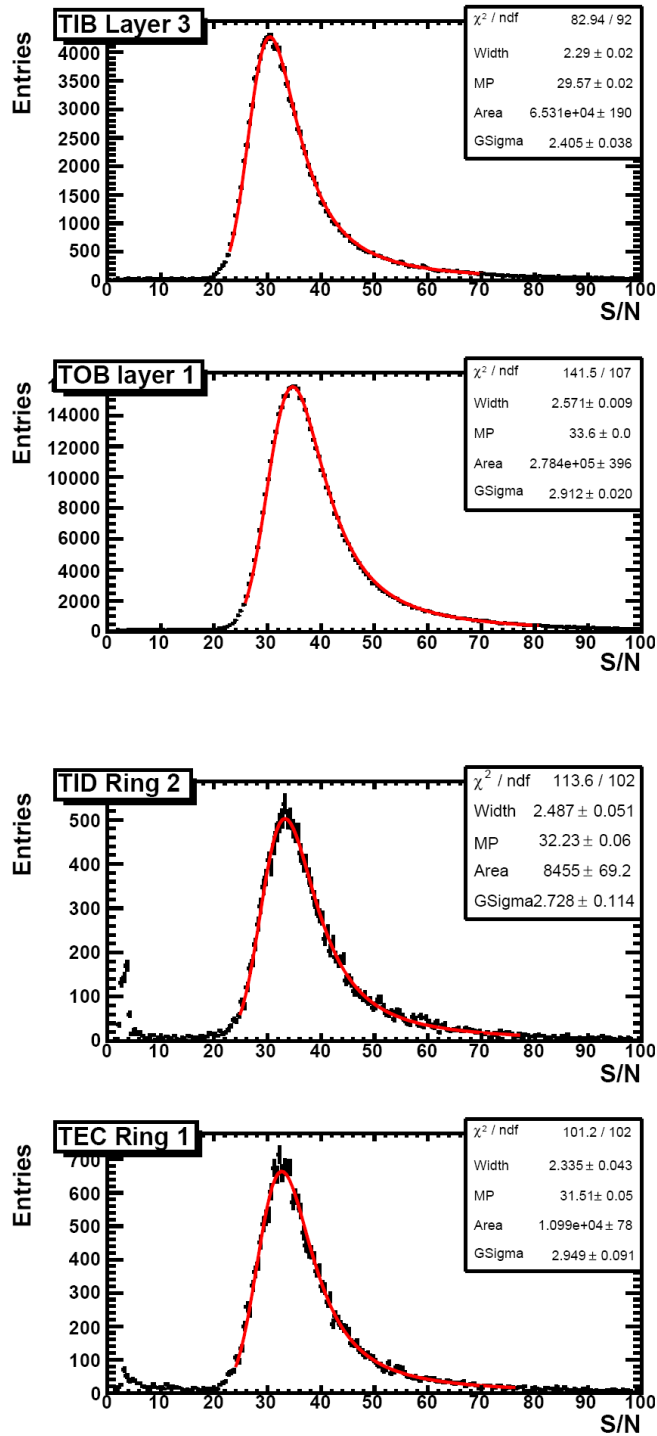 TIB Layer 3
χ² / ndf 82.94 / 92
Width 2.29 ± 0.02
MP 29.57 ± 0.02
Area 6.531e+04 ± 190
GSigma 2.405 ± 0.038
Entries
4000
3500
3000
2500
2000
1500
1000
500
0
0 10 20 30 40 50 60 70 80 90 100
S/N
TOB layer 1
χ² / ndf 141.5 / 107
Width 2.571 ± 0.009
MP 33.6 ± 0.0
Area 2.784e+05 ± 396
GSigma 2.912 ± 0.020
Entries
14000
12000
10000
8000
6000
4000
2000
0
0 10 20 30 40 50 60 70 80 90 100
S/N
TID Ring 2
χ² / ndf 113.6 / 102
Width 2.487 ± 0.051
MP 32.23 ± 0.06
Area 8455 ± 69.2
GSigma 2.728 ± 0.114
Entries
500
400
300
200
100
0
0 10 20 30 40 50 60 70 80 90 100
S/N
TEC Ring 1
χ² / ndf 101.2 / 102
Width 2.335 ± 0.043
MP 31.51 ± 0.05
Area 1.099e+04 ± 78
GSigma 2.949 ± 0.091
Entries
700
600
500
400
300
200
100
0
0 10 20 30 40 50 60 70 80 90 100
S/N